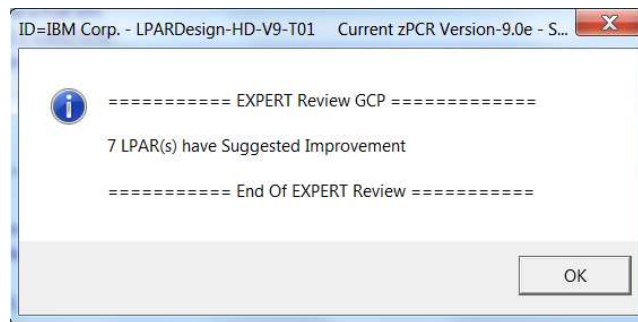 ID=IBM Corp. - LPARDesign-HD-V9-T01 Current zPCR Version-9.0e - S...
=========== EXPERT Review GCP =============
7 LPAR(s) have Suggested Improvement
=========== End Of EXPERT Review ===========
OK